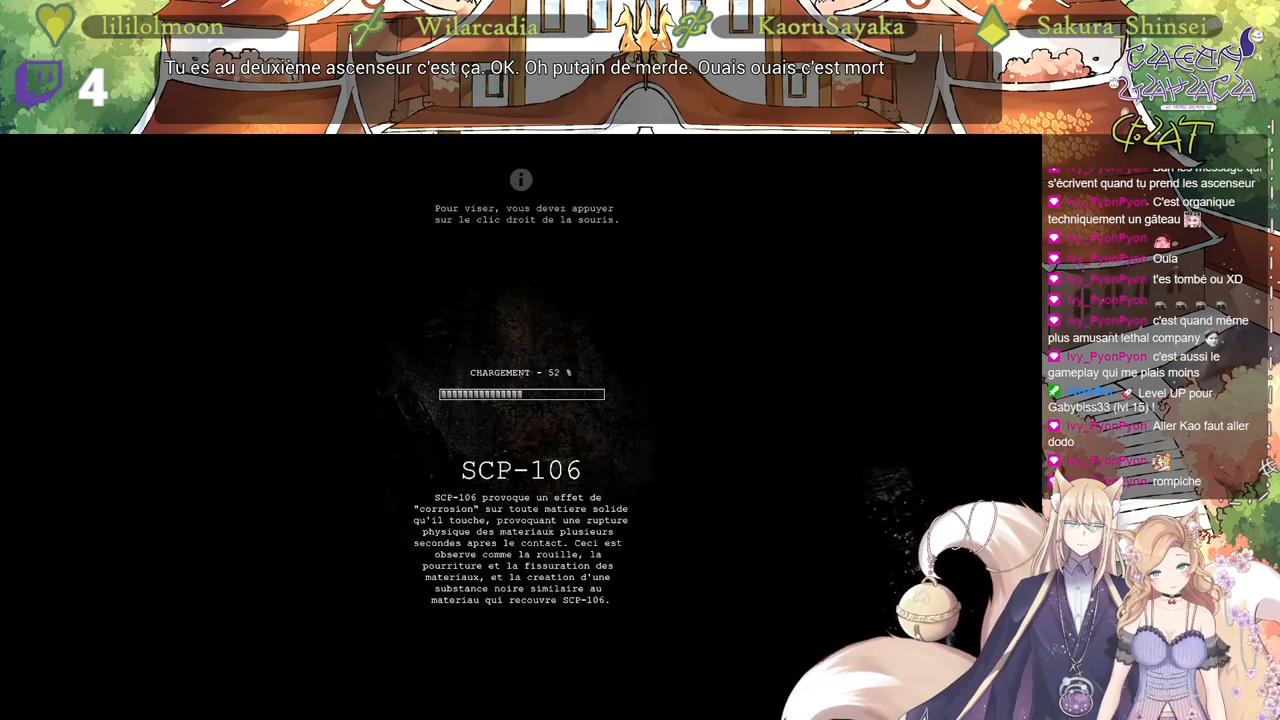 lililolmoon
Wilarcadia
KaoruSayaka
Sakura_Shinsei
4
Tu es au deuxième ascenseur c'est ça. OK. Oh putain de merde. Ouais ouais c'est mort
i
Pour viser, vous devez appuyer
sur le clic droit de la souris.
CHARGEMENT - 52 %
SCP-106
SCP-106 provoque un effet de
"corrosion" sur toute matiere solide
qu'il touche, provoquant une rupture
physique des materiaux plusieurs
secondes apres le contact. Ceci est
observe comme la rouille, la
pourriture et la fissuration des
materiaux, et la creation d'une
substance noire similaire au
materiau qui recouvre SCP-106.
s'écrivent quand tu prend les ascenseur
Ivy_PyonPyon C'est organique
techniquement un gâteau
Ivy_PyonPyon
Ivy_PyonPyon Oula
Ivy_PyonPyon t'es tombé ou XD
Ivy_PyonPyon
Ivy_PyonPyon c'est quand même
plus amusant lethal company
Ivy_PyonPyon c'est aussi le
gameplay qui me plais moins
Level UP pour
Gabybiss33 (lvl 15) !
Ivy_PyonPyon Aller Kao faut aller
dodo
Ivy_PyonPyon
rompiche